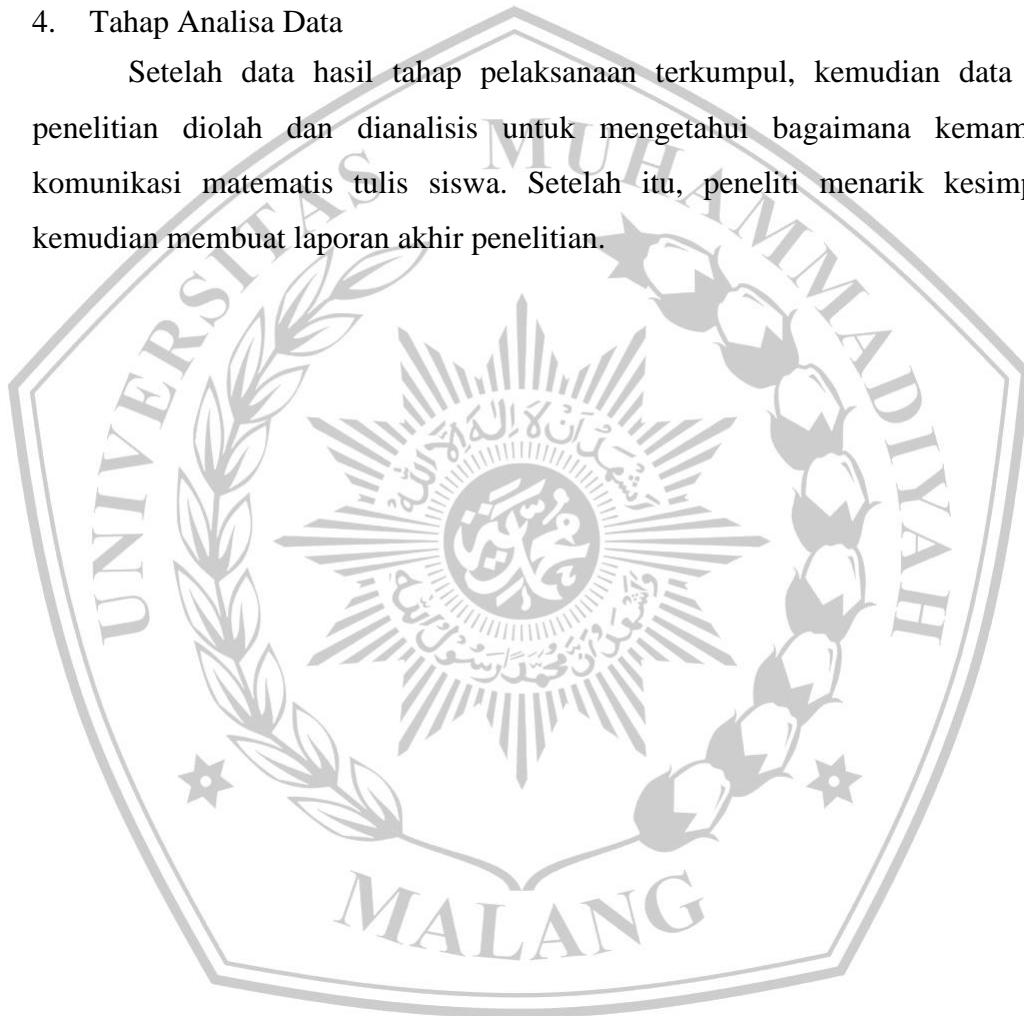 4. Tahap Analisa Data
Setelah data hasil tahap pelaksanaan terkumpul, kemudian data
penelitian diolah dan dianalisis untuk mengetahui bagaimana kemam
komunikasi matematis tulis siswa. Setelah itu, peneliti menarik kesimp
kemudian membuat laporan akhir penelitian.
UNIVERSITAS MUHAMMADIYAH
MALANG